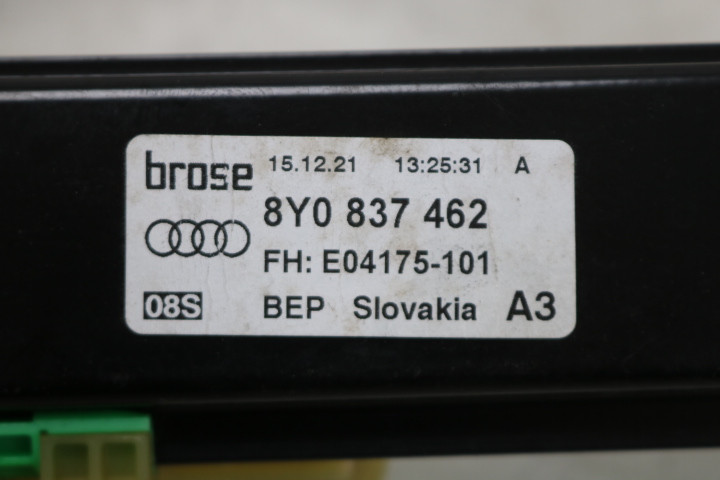 brose 15.12.21 13:25:31 A
8Y0 837 462
FH: E04175-101
08S BEP Slovakia A3